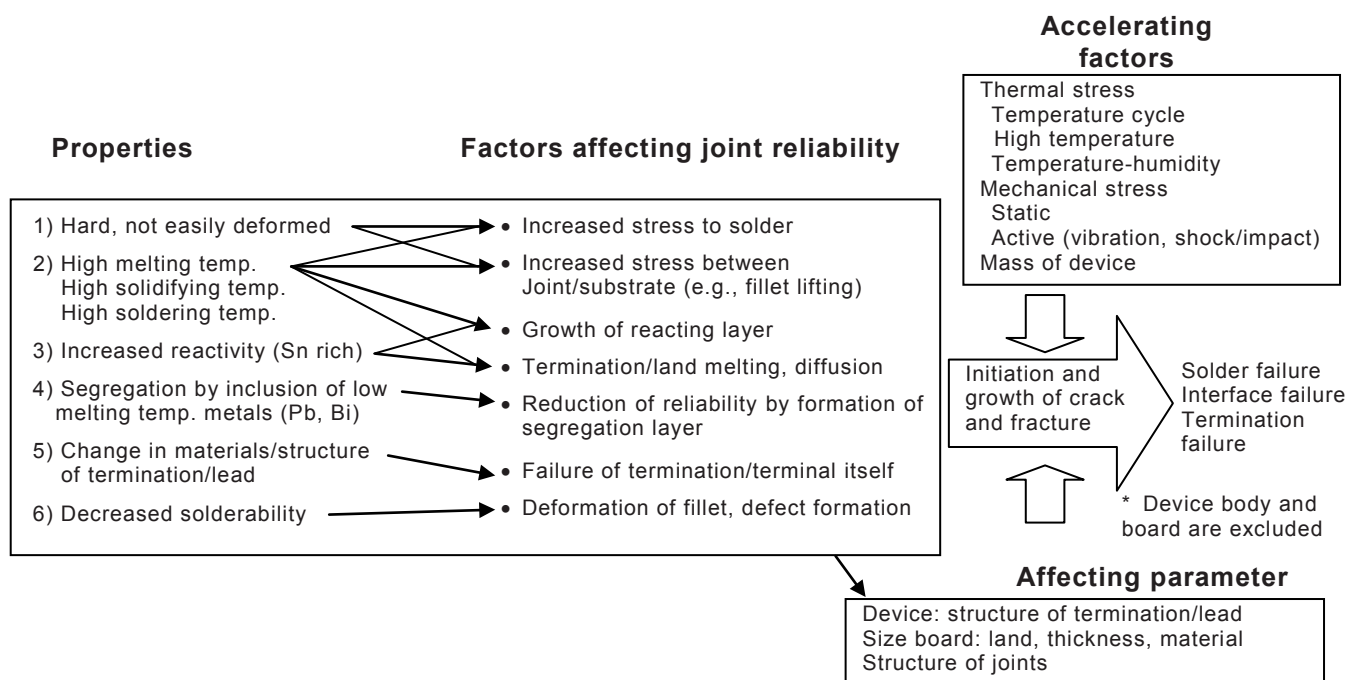 Accelerating
factors
Thermal stress
Temperature cycle
High temperature
Temperature-humidity
Mechanical stress
Static
Active (vibration, shock/impact)
Mass of device
Properties
Factors affecting joint reliability
1) Hard, not easily deformed
2) High melting temp.
High solidifying temp.
High soldering temp.
3) Increased reactivity (Sn rich)
4) Segregation by inclusion of low
melting temp. metals (Pb, Bi)
5) Change in materials/structure
of termination/lead
6) Decreased solderability
• Increased stress to solder
• Increased stress between
Joint/substrate (e.g., fillet lifting)
• Growth of reacting layer
• Termination/land melting, diffusion
• Reduction of reliability by formation of
segregation layer
• Failure of termination/terminal itself
• Deformation of fillet, defect formation
Initiation and
growth of crack
and fracture
Solder failure
Interface failure
Termination
failure
* Device body and
board are excluded
Affecting parameter
Device: structure of termination/lead
Size board: land, thickness, material
Structure of joints